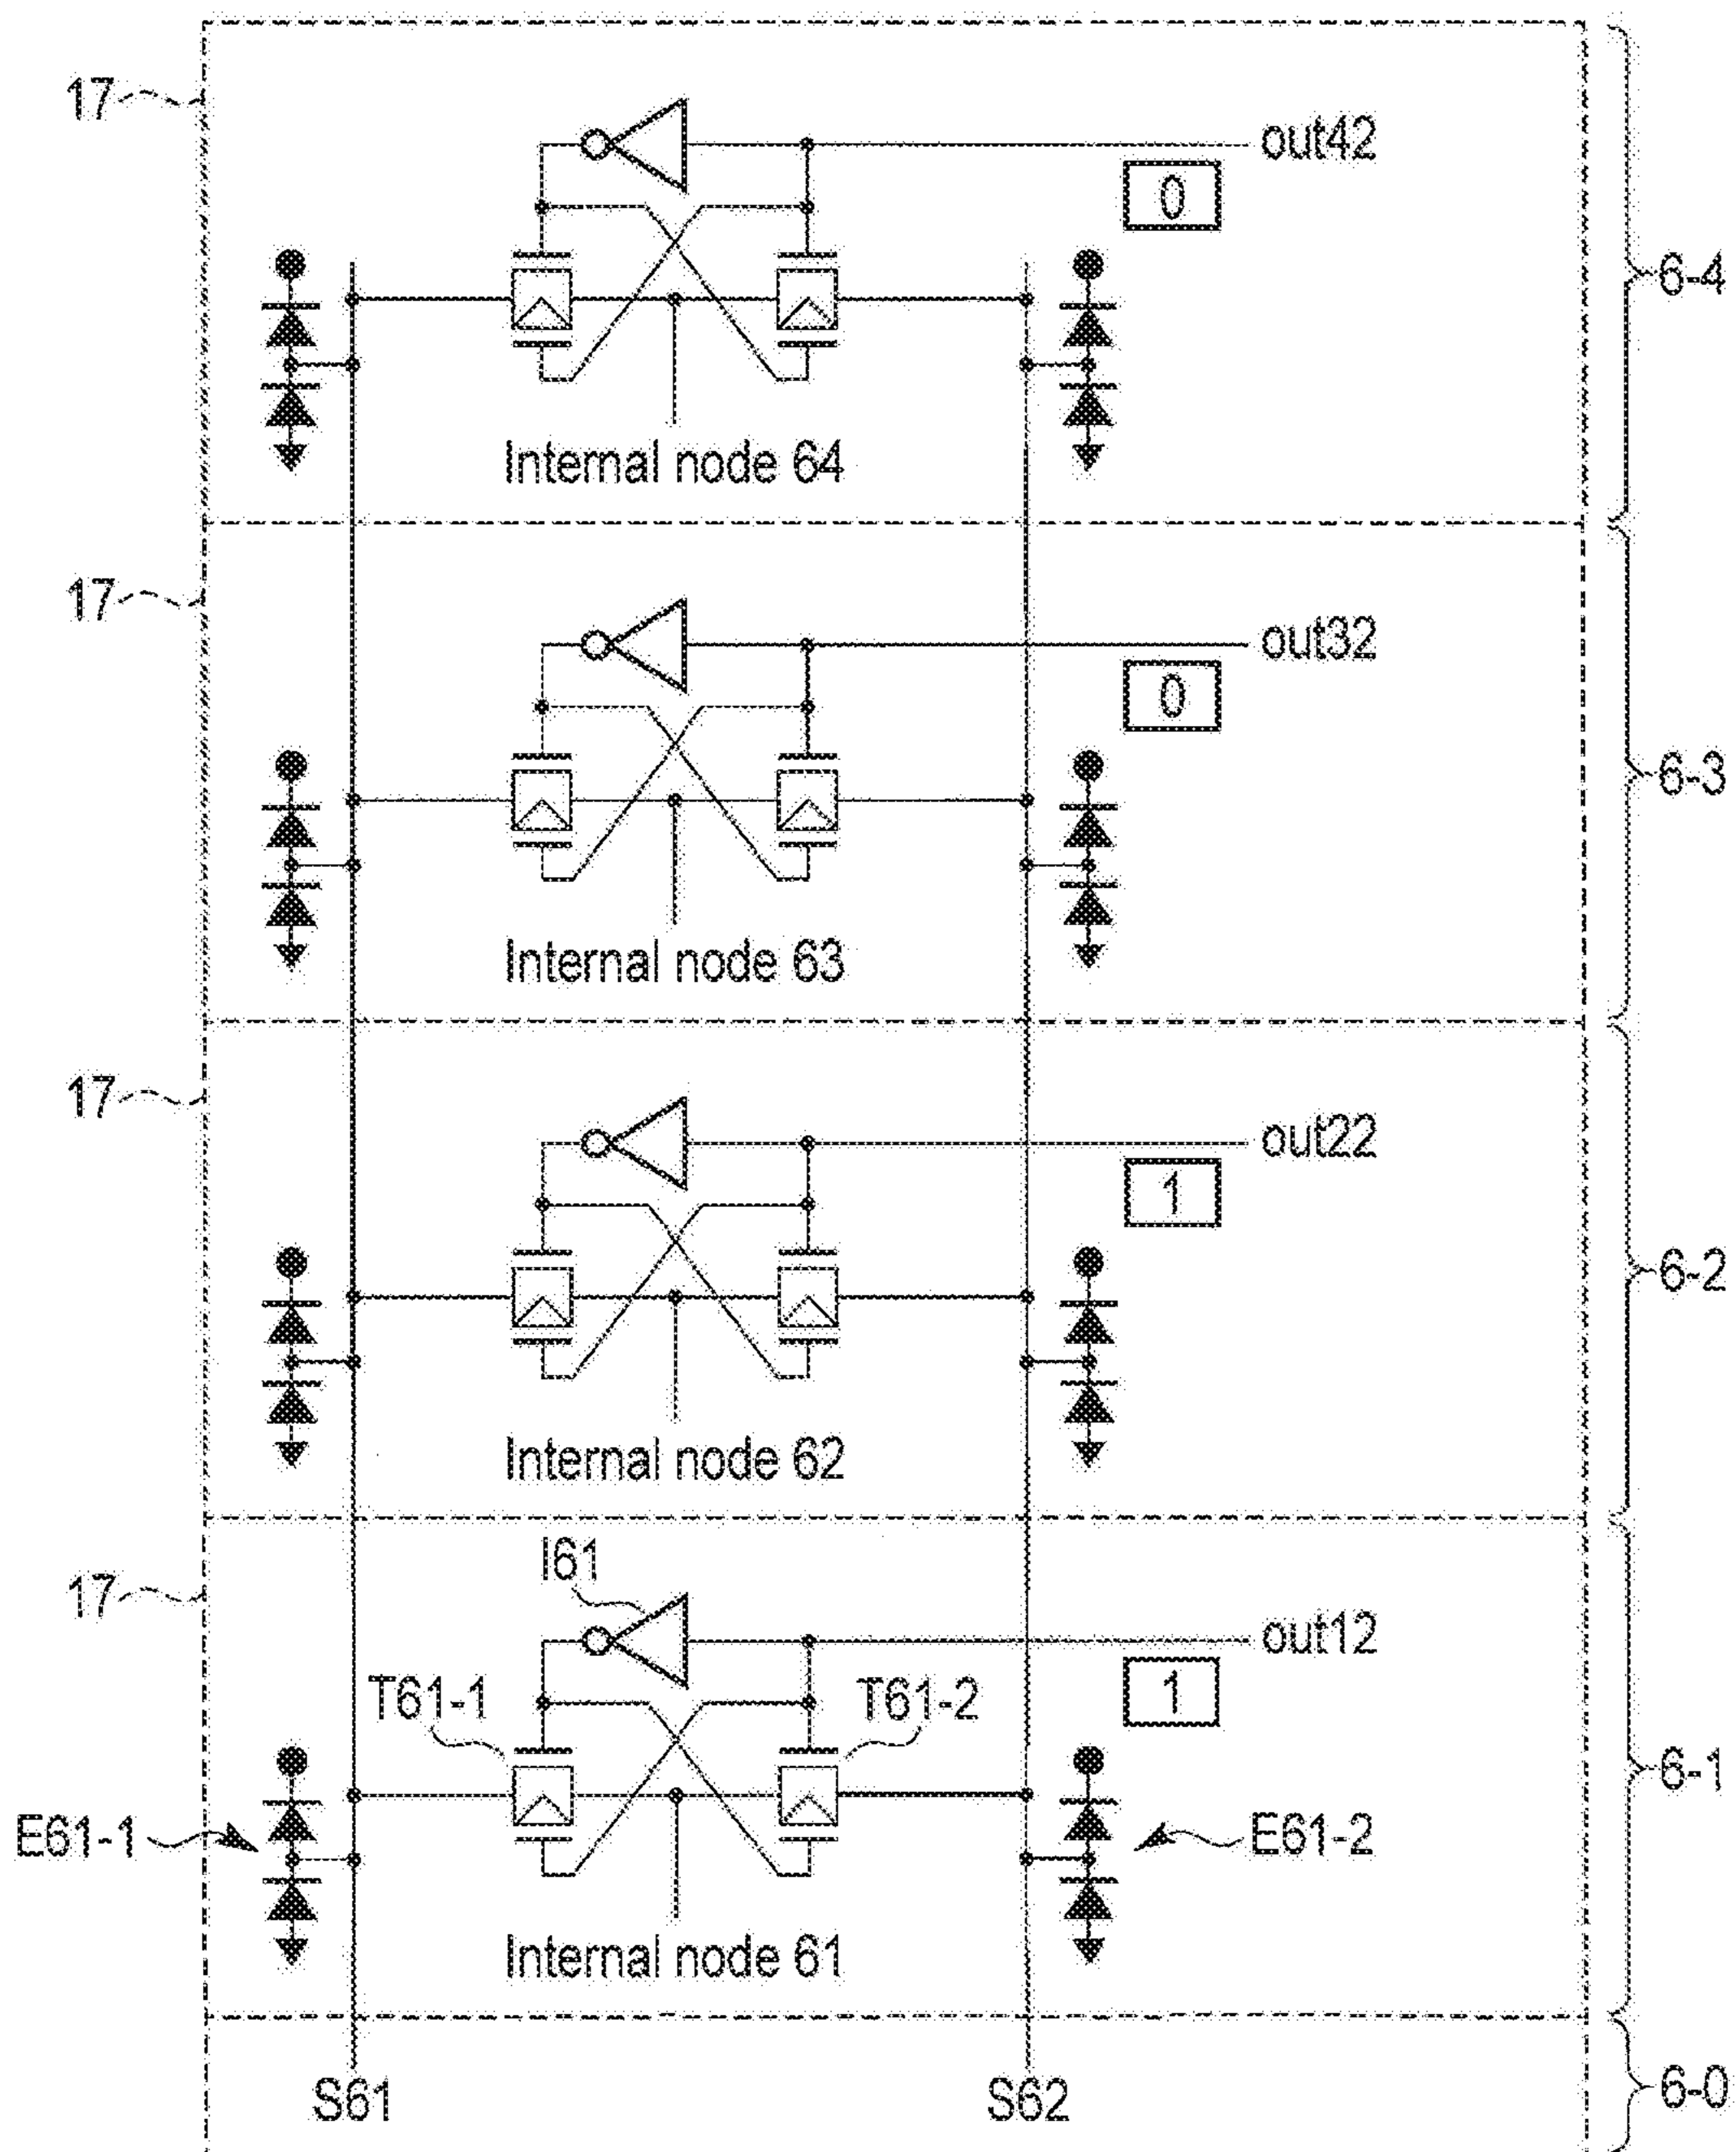 17
out42
0
6-4
Internal node 64
17
out32
0
6-3
Internal node 63
17
out22
1
6-2
Internal node 62
17
I61
out12
1
T61-1
T61-2
6-1
E61-1
E61-2
Internal node 61
S61
S62
6-0